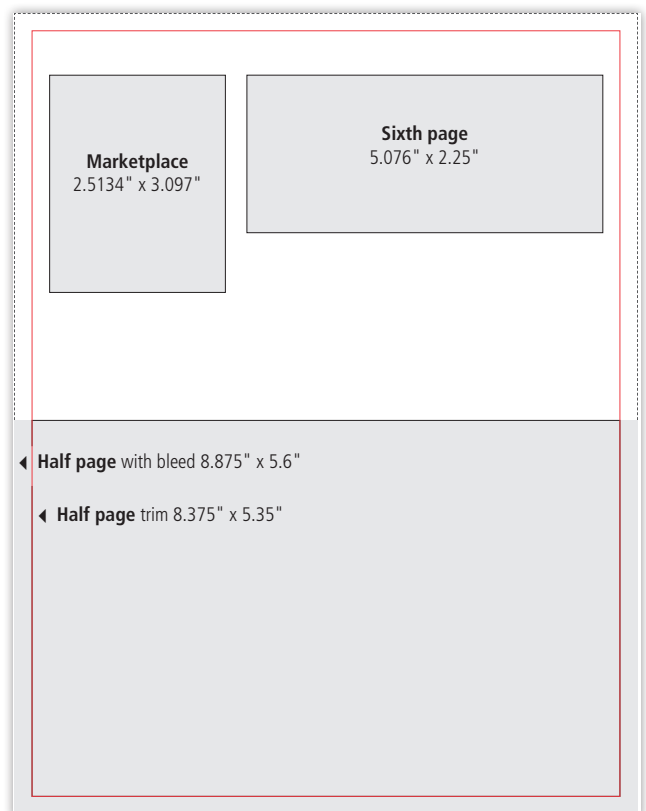 Marketplace
2.5134" x 3.097"
Sixth page
5.076" x 2.25"
Half page with bleed 8.875" x 5.6"
Half page trim 8.375" x 5.35"